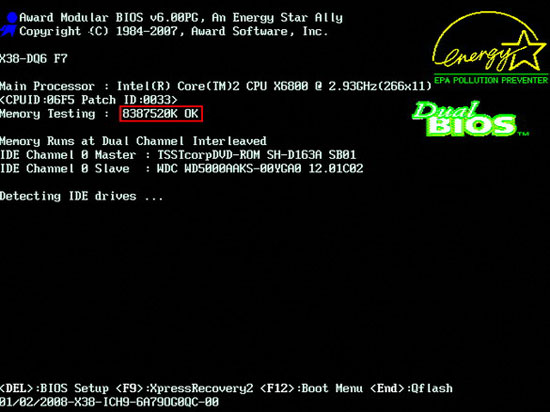 Award Modular BIOS v6.00PG, An Energy Star Ally
Copyright (C) 1984-2007, Award Software, Inc.
X38-DQ6 F7
energy
EPA POLLUTION PREVENTER
Main Processor : Intel(R) Core(TM)2 CPU X6800 @ 2.93GHz(266x11)
<CPUID:06F5 Patch ID:0033>
Memory Testing : 8387520K OK
Dual
BIOS™
Memory Runs at Dual Channel Interleaved
IDE Channel 0 Master : TSSTcorpDVD-ROM SH-D163A SB01
IDE Channel 0 Slave : WDC WD5000AAKS-00YGA0 12.01C02
Detecting IDE drives ...
<DEL>:BIOS Setup <F9>:XpressRecovery2 <F12>:Boot Menu <End>:Qflash
01/02/2008-X38-ICH9-6A79OG0QC-00